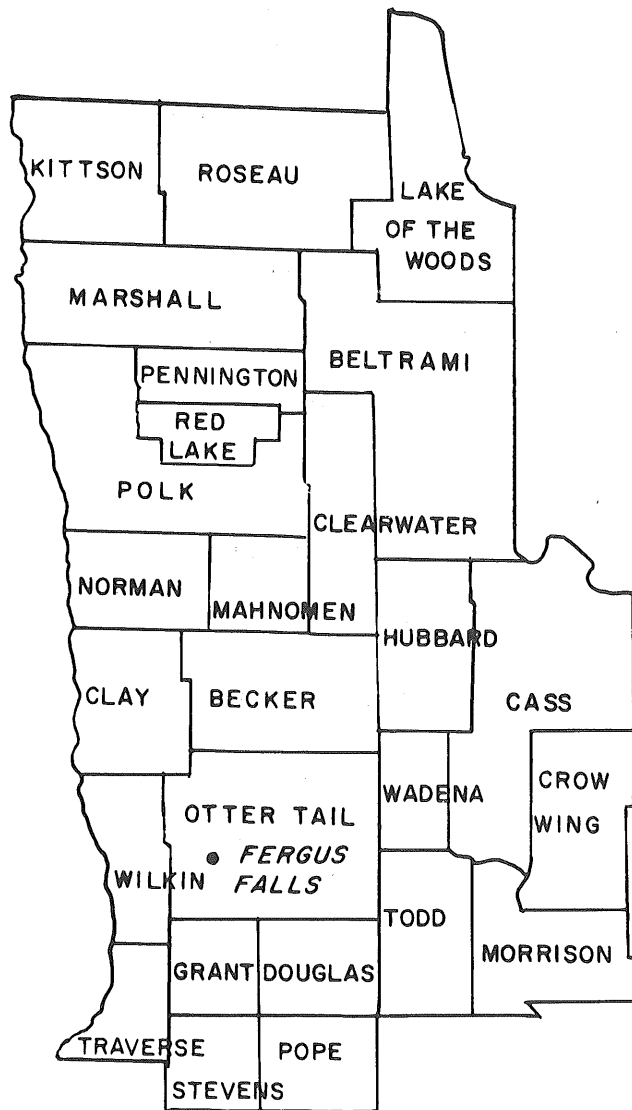 KITTSON
ROSEAU
LAKE
OF THE
WOODS
MARSHALL
BELTRAMI
PENNINGTON
RED
LAKE
POLK
CLEARWATER
NORMAN
MAHNOMEN
HUBBARD
CLAY
BECKER
CASS
WADENA
CROW
WING
OTTER TAIL
FERGUS
FALLS
WILKIN
TODD
MORRISON
GRANT
DOUGLAS
TRAVERSE
POPE
STEVENS